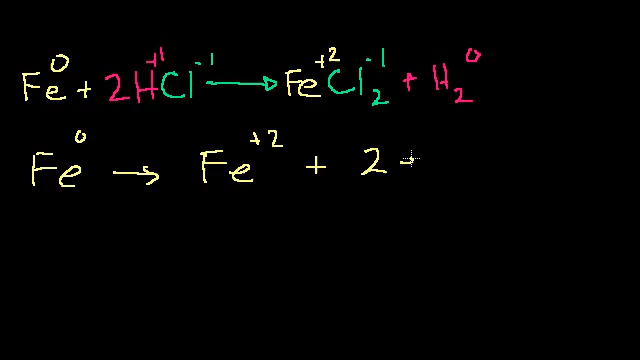 Fe⁰ + 2H⁺¹Cl⁻¹ → Fe⁺²Cl₂⁻¹ + H₂⁰
Fe⁰ → Fe⁺² + 2